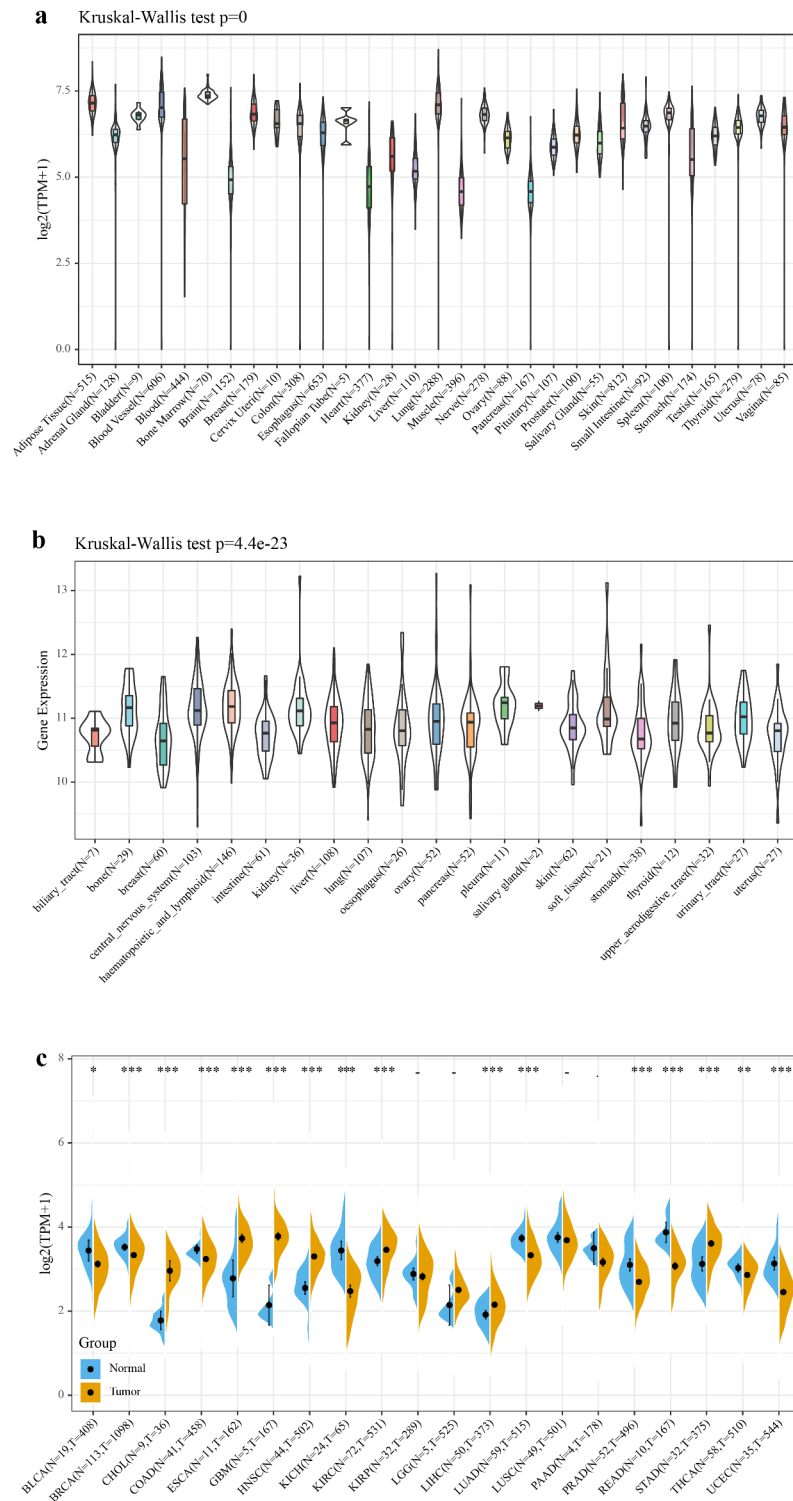 a
Kruskal-Wallis test p=0
log2(TPM+1)
7.5
5.0
2.5
0.0
Adipose Tissue(N=515)
Adrenal Gland(N=128)
Bladder(N=9)
Blood Vessel(N=606)
Blood(N=444)
Bone Marrow(N=70)
Brain(N=1152)
Breast(N=179)
Cervix Uteri(N=10)
Colon(N=308)
Esophagus(N=653)
Fallopian Tube(N=5)
Heart(N=377)
Kidney(N=28)
Liver(N=110)
Lung(N=288)
Muscle(N=396)
Nerve(N=278)
Ovary(N=88)
Pancreas(N=167)
Pituitary(N=107)
Prostate(N=100)
Salivary Gland(N=55)
Skin(N=812)
Small Intestine(N=92)
Spleen(N=100)
Stomach(N=174)
Testis(N=165)
Thyroid(N=279)
Uterus(N=78)
Vagina(N=85)
b
Kruskal-Wallis test p=4.4e-23
Gene Expression
13
12
11
10
biliary_tract(N=7)
bone(N=29)
breast(N=60)
central_nervous_system(N=103)
haematopoietic_and_lymphoid(N=146)
intestine(N=61)
kidney(N=36)
liver(N=108)
lung(N=107)
oesophagus(N=26)
ovary(N=52)
pancreas(N=52)
pleura(N=11)
salivary gland(N=2)
skin(N=62)
soft_tissue(N=21)
stomach(N=38)
thyroid(N=12)
upper_aerodigestive_tract(N=32)
urinary_tract(N=27)
uterus(N=27)
c
* *** *** *** *** *** *** *** *** - - *** *** - . *** *** *** ** ***
log2(TPM+1)
8
6
4
2
0
Group
Normal
Tumor
BLCA(N=19,T=408)
BRCA(N=113,T=1098)
CHOL(N=9,T=36)
COAD(N=41,T=458)
ESCA(N=11,T=162)
GBM(N=5,T=167)
HNSC(N=44,T=502)
KICH(N=24,T=65)
KIRC(N=72,T=531)
KIRP(N=32,T=289)
LGG(N=5,T=525)
LIHC(N=50,T=373)
LUAD(N=59,T=515)
LUSC(N=49,T=501)
PAAD(N=4,T=178)
PRAD(N=52,T=496)
READ(N=10,T=167)
STAD(N=32,T=375)
THCA(N=58,T=510)
UCEC(N=35,T=544)